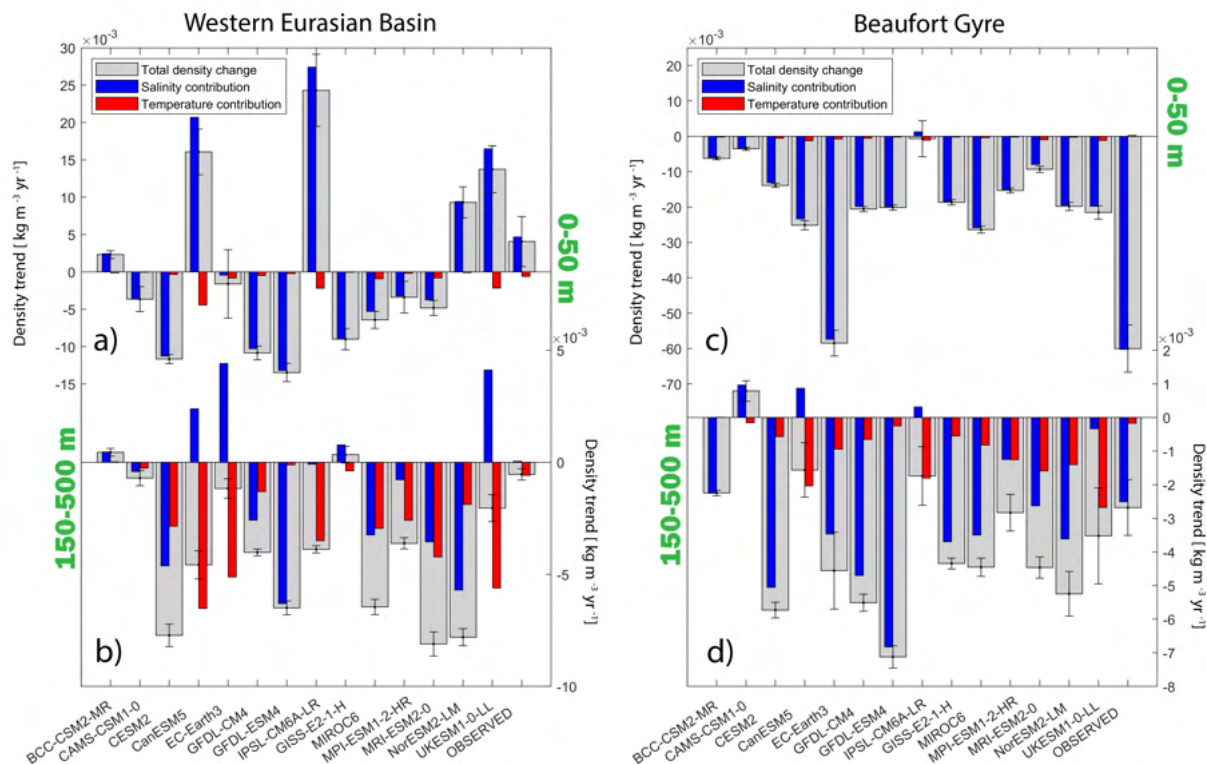 Western Eurasian Basin
Beaufort Gyre
×10⁻³
30
25
20
15
10
5
0
-5
-10
-15
Density trend [ kg m⁻³ yr⁻¹]
Total density change
Salinity contribution
Temperature contribution
0-50 m
a)
×10⁻³
20
10
0
-10
-20
-30
-40
-50
-60
-70
Density trend [ kg m⁻³ yr⁻¹]
Total density change
Salinity contribution
Temperature contribution
0-50 m
c)
×10⁻³
5
0
-5
-10
Density trend [ kg m⁻³ yr⁻¹]
150-500 m
b)
×10⁻³
2
1
0
-1
-2
-3
-4
-5
-6
-7
-8
Density trend [ kg m⁻³ yr⁻¹]
150-500 m
d)
BCC-CSM2-MR
CAMS-CSM1-0
CESM2
CanESM5
EC-Earth3
GFDL-CM4
GFDL-ESM4
IPSL-CM6A-LR
GISS-E2-1-H
MIROC6
MPI-ESM1-2-HR
MRI-ESM2-0
NorESM2-LM
UKESM1-0-LL
OBSERVED
BCC-CSM2-MR
CAMS-CSM1-0
CESM2
CanESM5
EC-Earth3
GFDL-CM4
GFDL-ESM4
IPSL-CM6A-LR
GISS-E2-1-H
MIROC6
MPI-ESM1-2-HR
MRI-ESM2-0
NorESM2-LM
UKESM1-0-LL
OBSERVED